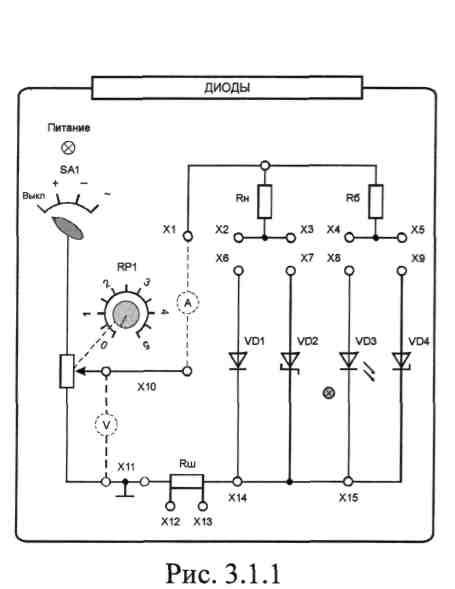 ДИОДЫ
Питание
SA1
Выкл + − ~
X1
Rн
Rб
X2 X3 X4 X5
X6 X7 X8 X9
RP1
0 1 2 3 4 5
A
VD1 VD2 VD3 VD4
X10
V
X11
Rш
X14 X15
X12 X13
Рис. 3.1.1